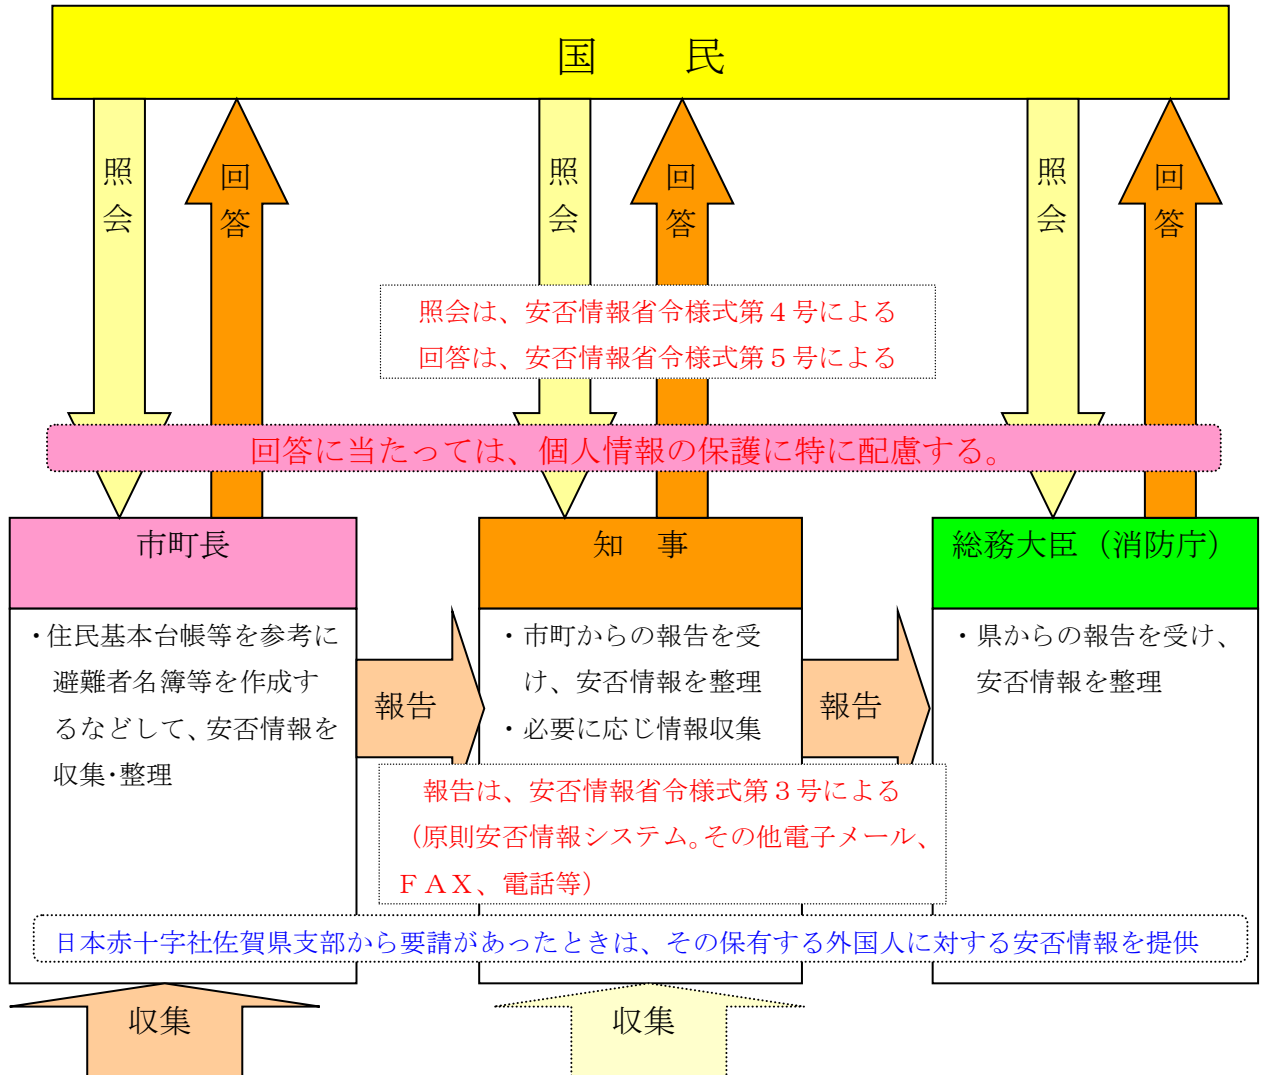 国　　民
照会
回答
照会
回答
照会
回答
照会は、安否情報省令様式第４号による
回答は、安否情報省令様式第５号による
回答に当たっては、個人情報の保護に特に配慮する。
市町長
・住民基本台帳等を参考に
避難者名簿等を作成す
るなどして、安否情報を
収集・整理
報告
知　事
・市町からの報告を受
け、安否情報を整理
・必要に応じ情報収集
報告
総務大臣（消防庁）
・県からの報告を受け、
安否情報を整理
報告は、安否情報省令様式第３号による
（原則安否情報システム。その他電子メール、
ＦＡＸ、電話等）
日本赤十字社佐賀県支部から要請があったときは、その保有する外国人に対する安否情報を提供
収集
収集